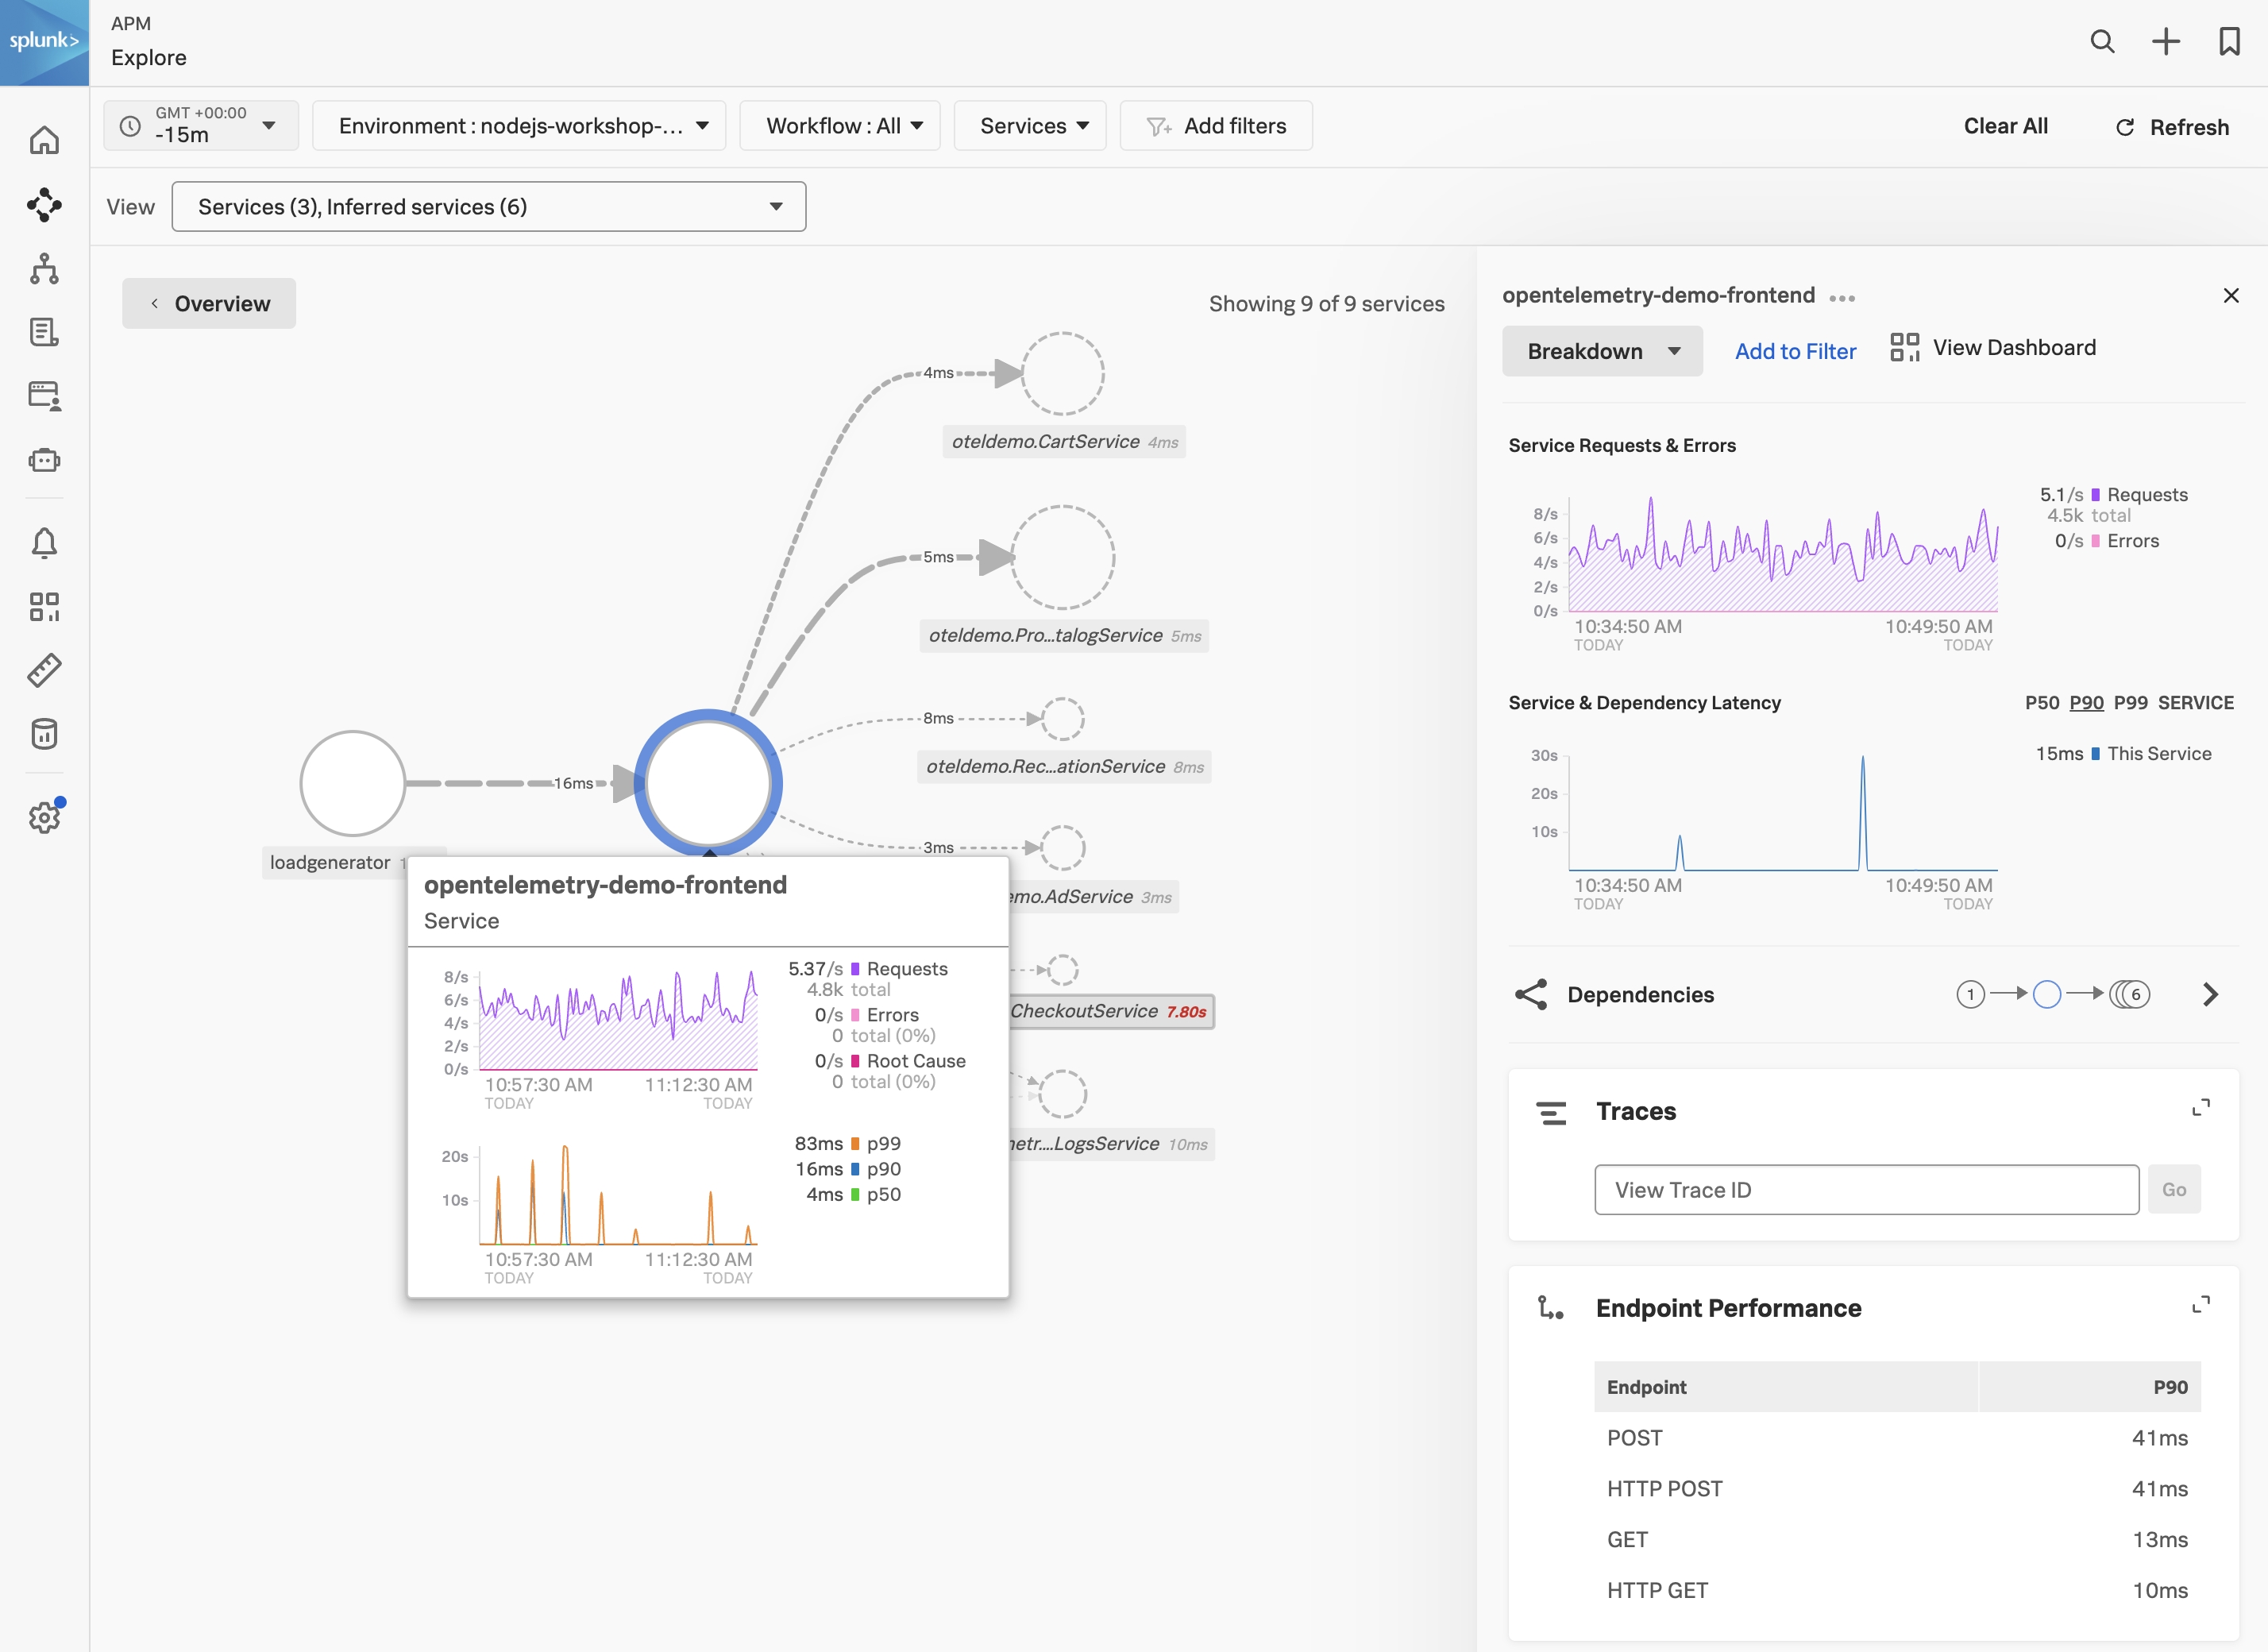 splunk>
APM
Explore
GMT +00:00
-15m
Environment : nodejs-workshop-...
Workflow : All
Services
Add filters
Clear All
Refresh
View
Services (3), Inferred services (6)
Overview
Showing 9 of 9 services
4ms
oteldemo.CartService 4ms
5ms
oteldemo.Pro...talogService 5ms
8ms
oteldemo.Rec...ationService 8ms
16ms
3ms
loadgenerator
emo.AdService 3ms
CheckoutService 7.80s
netr....LogsService 10ms
opentelemetry-demo-frontend
Service
8/s
6/s
4/s
2/s
0/s
10:57:30 AM 11:12:30 AM
TODAY TODAY
5.37/s Requests
4.8k total
0/s Errors
0 total (0%)
0/s Root Cause
0 total (0%)
20s
10s
10:57:30 AM 11:12:30 AM
TODAY TODAY
83ms p99
16ms p90
4ms p50
opentelemetry-demo-frontend
Breakdown
Add to Filter
View Dashboard
Service Requests & Errors
8/s
6/s
4/s
2/s
0/s
10:34:50 AM 10:49:50 AM
TODAY TODAY
5.1/s Requests
4.5k total
0/s Errors
Service & Dependency Latency
P50 P90 P99 SERVICE
30s
20s
10s
10:34:50 AM 10:49:50 AM
TODAY TODAY
15ms This Service
Dependencies
1
6
Traces
View Trace ID
Go
Endpoint Performance
Endpoint P90
POST 41ms
HTTP POST 41ms
GET 13ms
HTTP GET 10ms